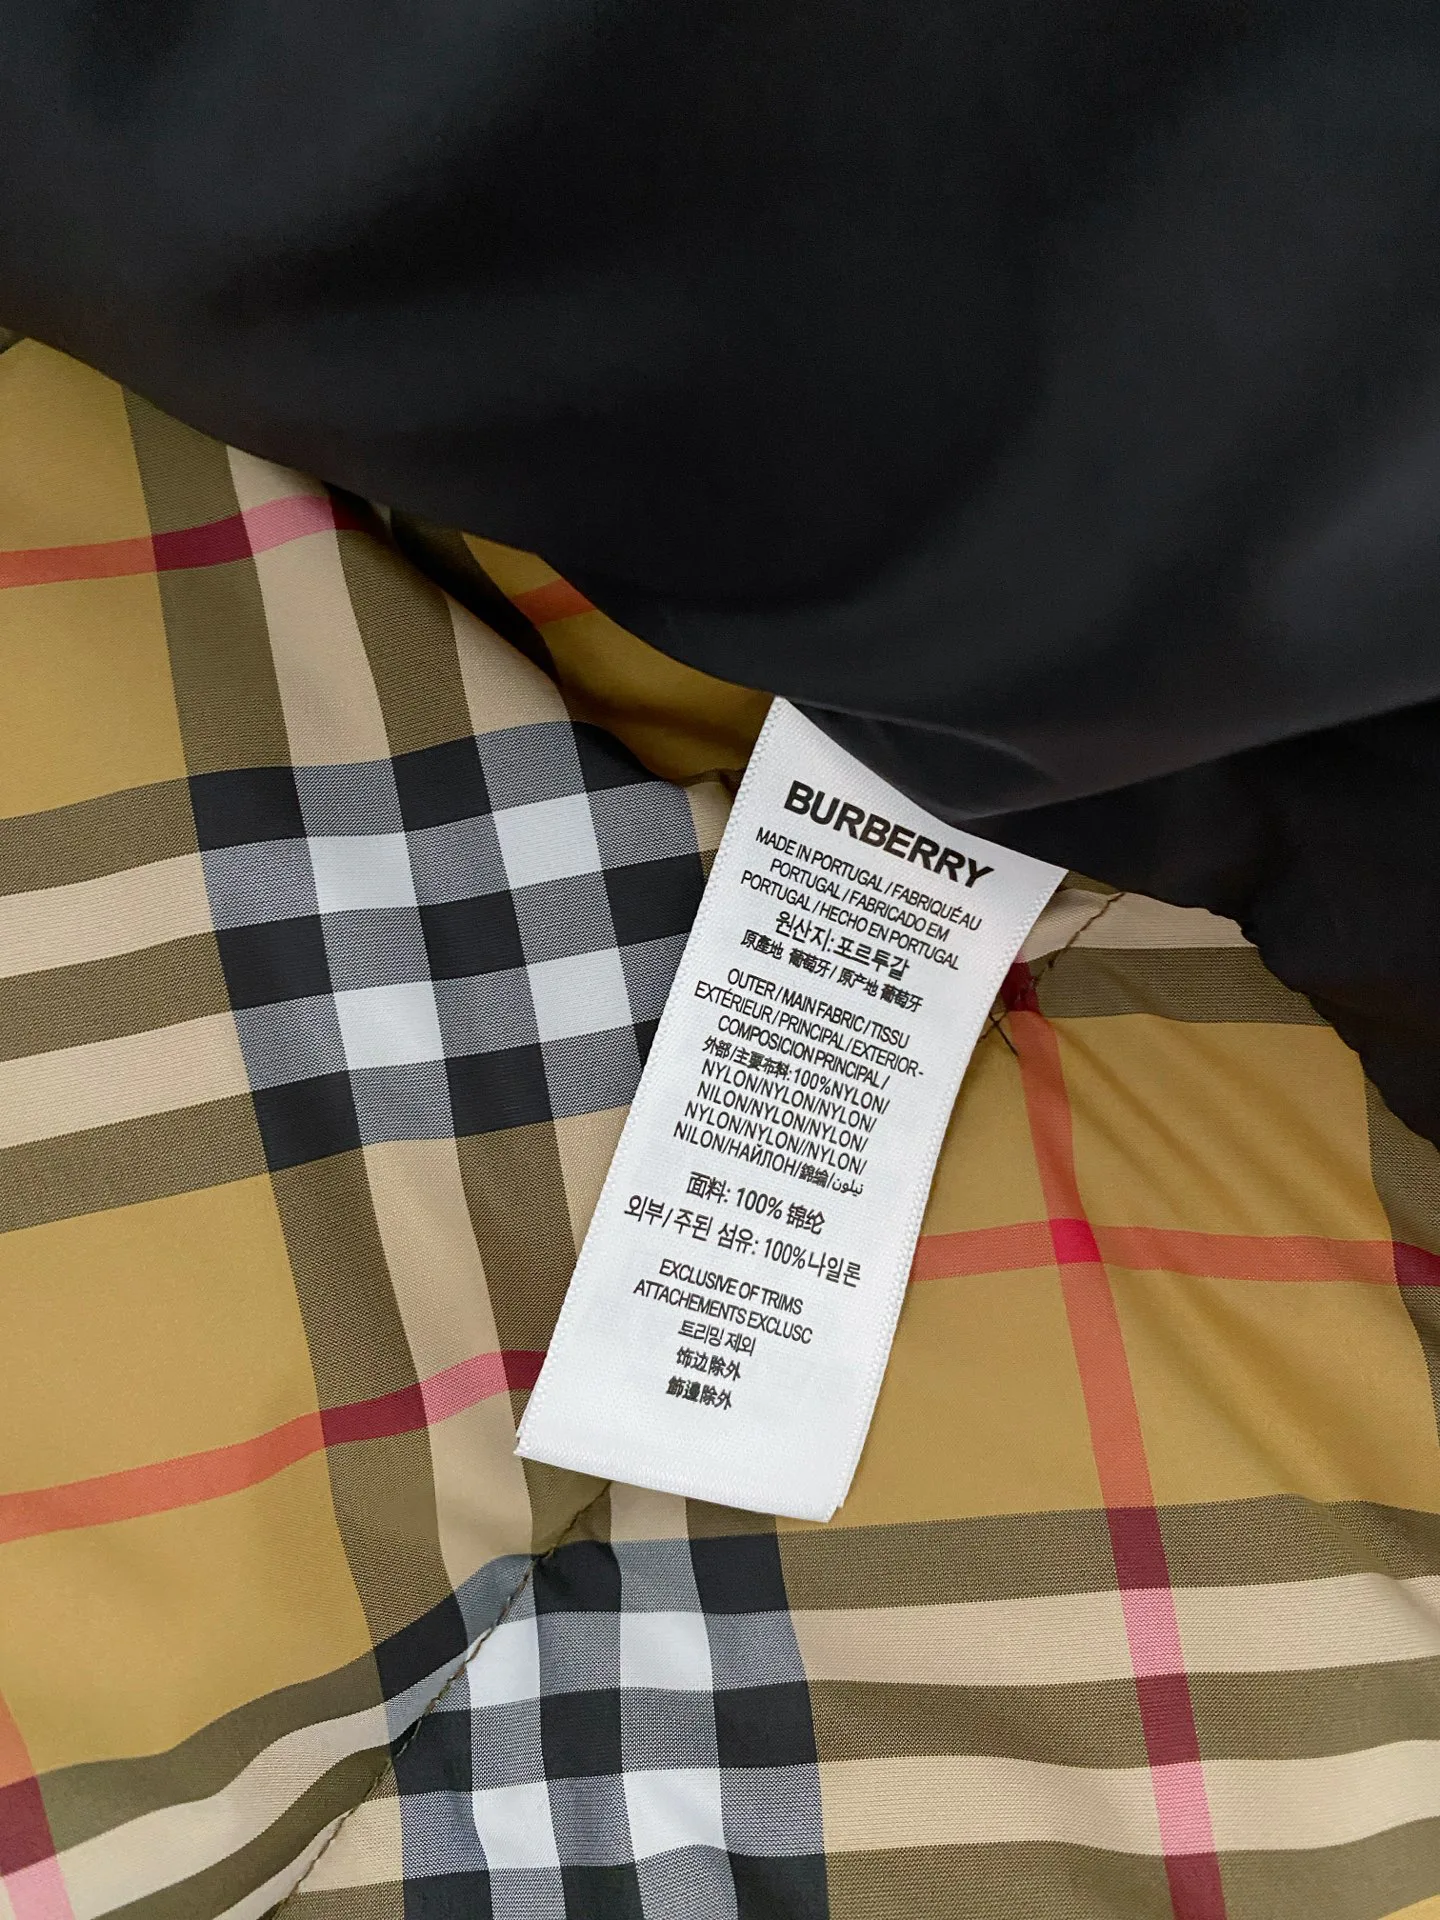 BURBERRY
MADE IN PORTUGAL / FABRIQUÉ AU
PORTUGAL / FABRICADO EM
PORTUGAL / HECHO EN PORTUGAL
원산지: 포르투갈
原產地 葡萄牙 / 原产地 葡萄牙
OUTER / MAIN FABRIC / TISSU
EXTÉRIEUR / PRINCIPAL / EXTERIOR-
COMPOSICION PRINCIPAL /
外部/主要布料:100%NYLON/
NYLON/NYLON/NYLON/
NILON/NYLON/NYLON/
NYLON/NYLON//NYLON/
NILON/НАЙЛОН/錦綸/نيلون
面料: 100% 锦纶
외부/ 주된 섬유: 100%나일론
EXCLUSIVE OF TRIMS
ATTACHEMENTS EXCLUSC
트리밍 제외
饰边除外
飾邊除外